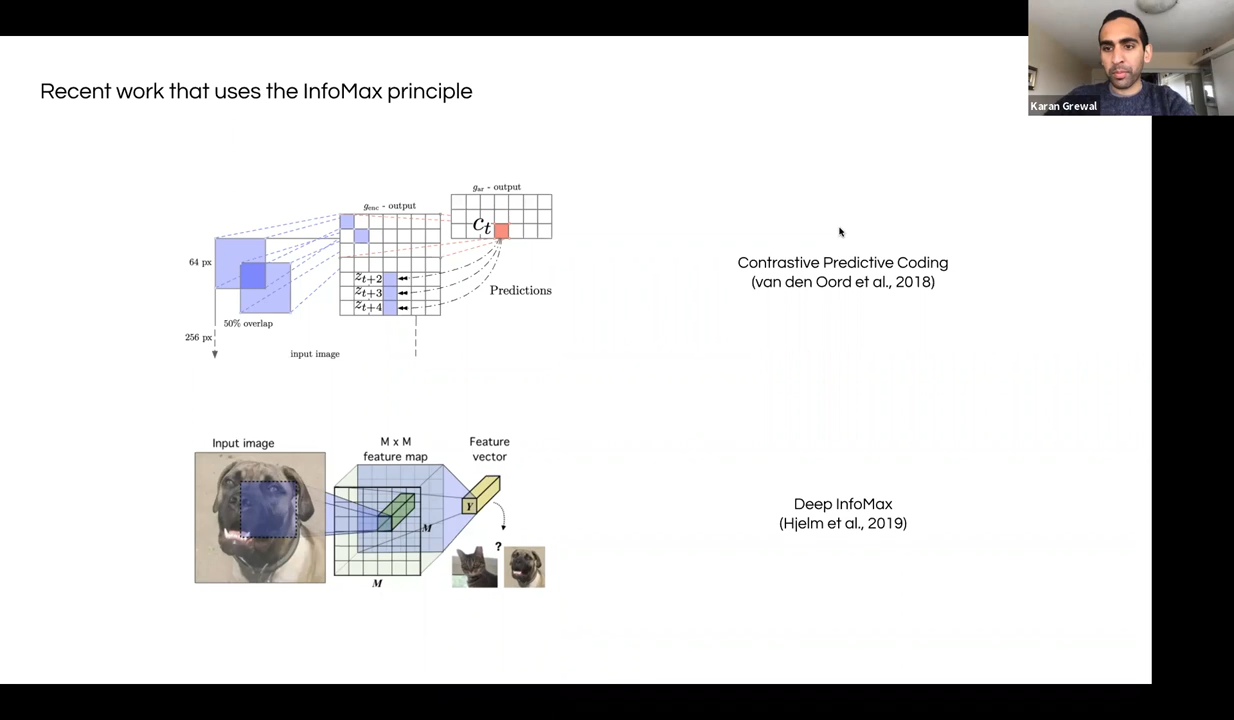 Karan Grewal
Recent work that uses the InfoMax principle
g_ar - output
g_enc - output
c_t
64 px
z_t+2
z_t+3
z_t+4
Predictions
50% overlap
256 px
input image
Contrastive Predictive Coding
(van den Oord et al., 2018)
Input image
M x M
feature map
Feature
vector
Y
M
?
M
Deep InfoMax
(Hjelm et al., 2019)